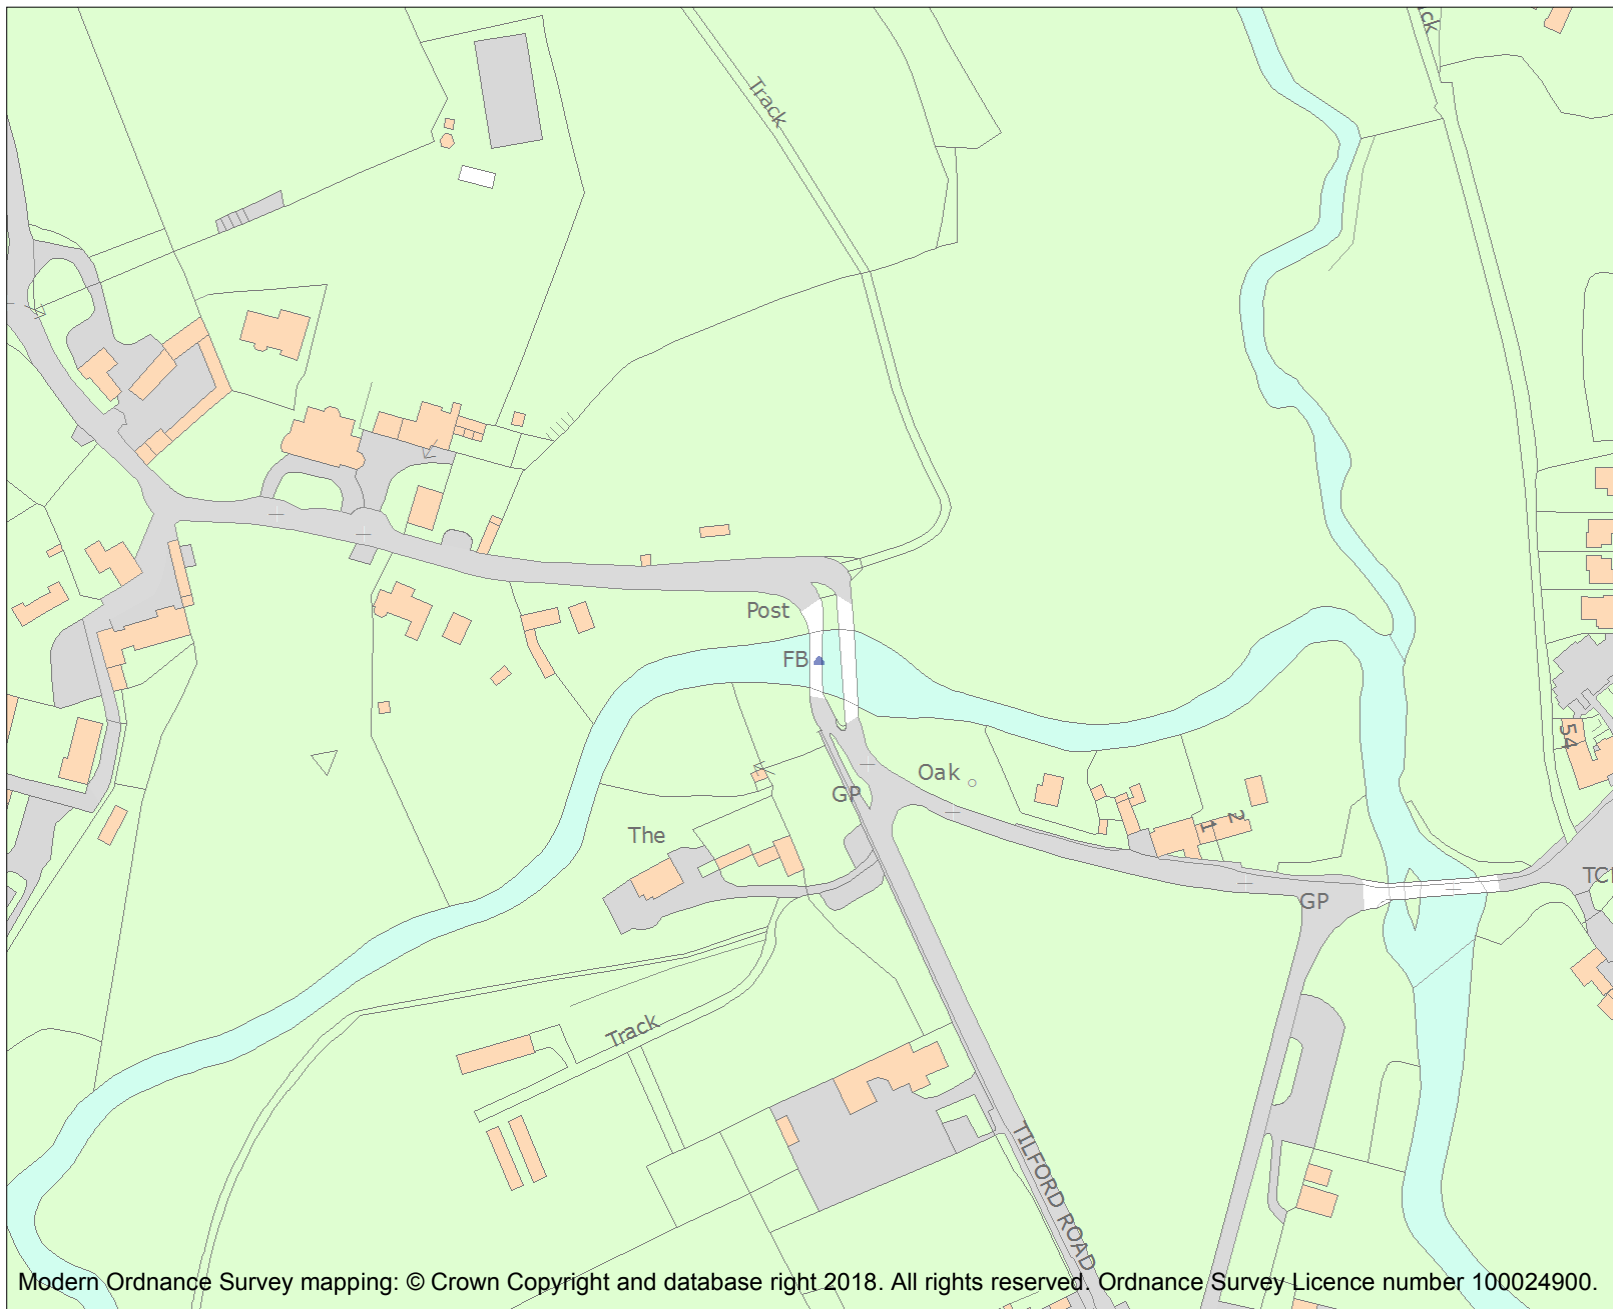 Track
Post
FB
54
Oak
GP
2
1
The
GP
Track
TILFORD ROAD
Modern Ordnance Survey mapping: © Crown Copyright and database right 2018. All rights reserved. Ordnance Survey Licence number 100024900.